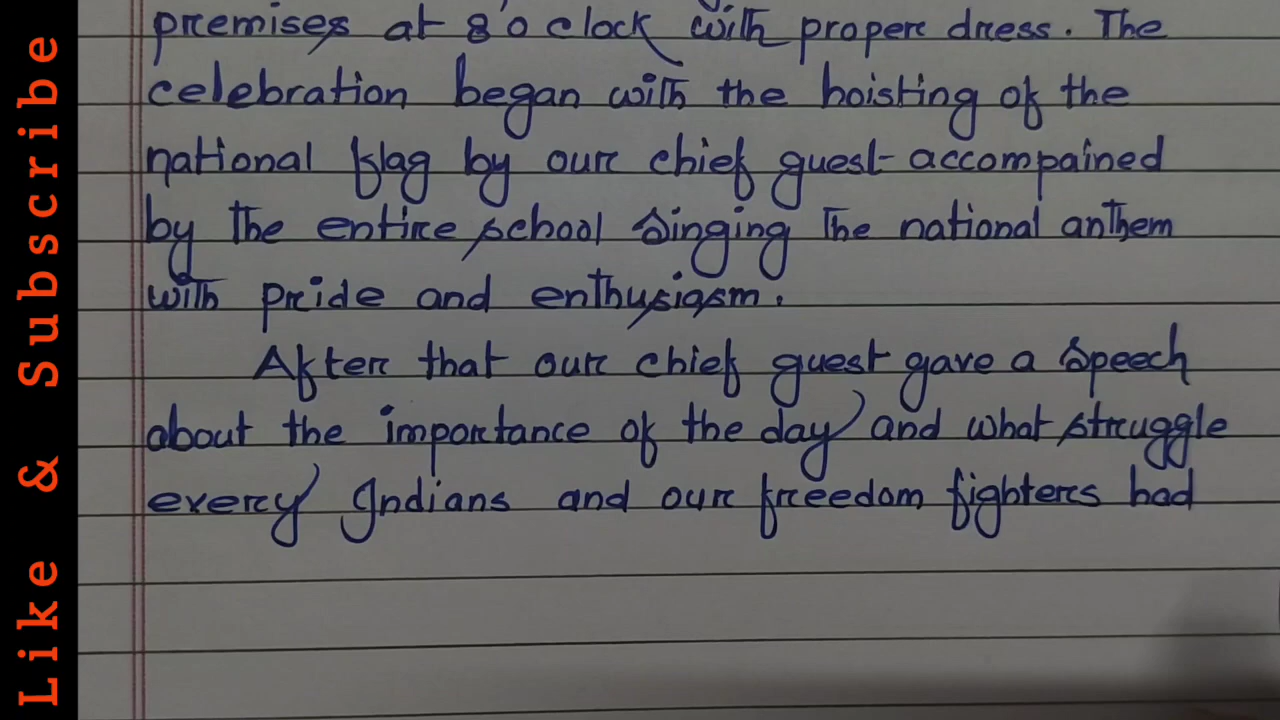 Like & Subscribe
premises at 8'o clock with proper dress. The
celebration began with the hoisting of the
national flag by our chief guest accompained
by the entire school singing the national anthem
with pride and enthusiasm.
After that our chief guest gave a speech
about the importance of the day and what struggle
every Indians and our freedom fighters had